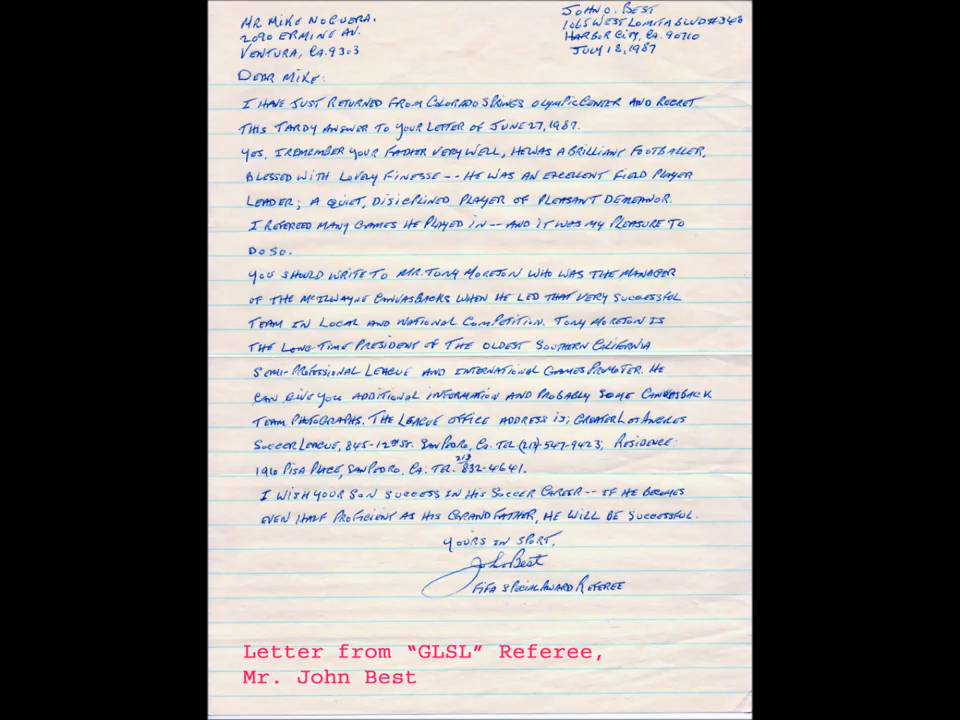 MR MIKE NOGUERA.
2090 ERMINE AV.
VENTURA, CA. 9303
JOHN O. BEST
1065 WEST LOMITA BLVD #348
HARBOR CITY, CA. 90710
JULY 12, 1987
DEAR MIKE:
I HAVE JUST RETURNED FROM COLORADO SPRINGS OLYMPIC CENTER AND REGRET
THIS TARDY ANSWER TO YOUR LETTER OF JUNE 27, 1987.
YES, I REMEMBER YOUR FATHER VERY WELL, HE WAS A BRILLIANT FOOTBALLER,
BLESSED WITH LOVELY FINESSE -- HE WAS AN EXCELLENT FIELD PLAYER
LEADER; A QUIET, DISICPLINED PLAYER OF PLEASANT DEMEANOR.
I REFEREED MANY GAMES HE PLAYED IN -- AND IT WAS MY PLEASURE TO
DO SO.
YOU SHOULD WRITE TO MR. TONY MORETON WHO WAS THE MANAGER
OF THE MCILWAYNE CANVASBACKS WHEN HE LED THAT VERY SUCCESSFUL
TEAM IN LOCAL AND NATIONAL COMPETITION. TONY MORETON IS
THE LONG-TIME PRESIDENT OF THE OLDEST SOUTHERN CALIFORNIA
SEMI-PROFESSIONAL LEAGUE AND INTERNATIONAL GAMES PROMOTER. HE
CAN GIVE YOU ADDITIONAL INFORMATION AND PROBABLY SOME CANVASBACK
TEAM PHOTOGRAPHS. THE LEAGUE OFFICE ADDRESS IS; GREATER LOS ANGELES
SOCCER LEAGUE, 845-12TH ST. SAN PEDRO, CA. TEL (213)-547-9423; RESIDENCE:
1910 PISA PLACE, SAN PEDRO, CA. TEL. 213 832-4641.
I WISH YOUR SON SUCCESS IN HIS SOCCER CAREER -- IF HE BECOMES
EVEN HALF PROFICIENT AS HIS GRANDFATHER, HE WILL BE SUCCESSFUL.
YOURS IN SPORT,
John Best
FIFA SPECIAL AWARD REFEREE
Letter from "GLSL" Referee,
Mr. John Best